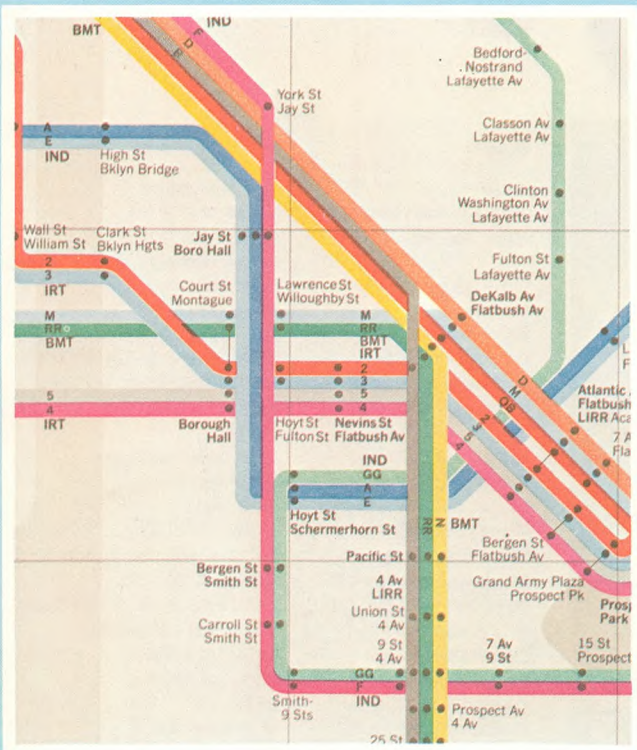 IND
BMT
F
D
B
York St
Jay St
Bedford-
Nostrand
Lafayette Av
A
E
IND
High St
Bklyn Bridge
Classon Av
Lafayette Av
Clinton
Washington Av
Lafayette Av
Wall St
William St
Clark St
Bklyn Hgts
Jay St
Boro Hall
Fulton St
Lafayette Av
2
3
IRT
Court St
Montague
Lawrence St
Willoughby St
DeKalb Av
Flatbush Av
M
RR
BMT
M
RR
BMT
IRT
2
3
5
4
5
4
IRT
Borough
Hall
Hoyt St
Fulton St
Nevins St
Flatbush Av
D
M
QB
2
3
5
4
Atlantic
Flatbush
LIRR Aca
7 A
Fla
IND
GG
A
E
Hoyt St
Schermerhorn St
RR
N
BMT
Bergen St
Flatbush Av
Pacific St
4 Av
LIRR
Bergen St
Smith St
Grand Army Plaza
Prospect Pk
Prosp
Park
Union St
4 Av
Carroll St
Smith St
9 St
4 Av
7 Av
9 St
15 St
Prospect
GG
F
IND
Smith-
9 Sts
Prospect Av
4 Av
25 St